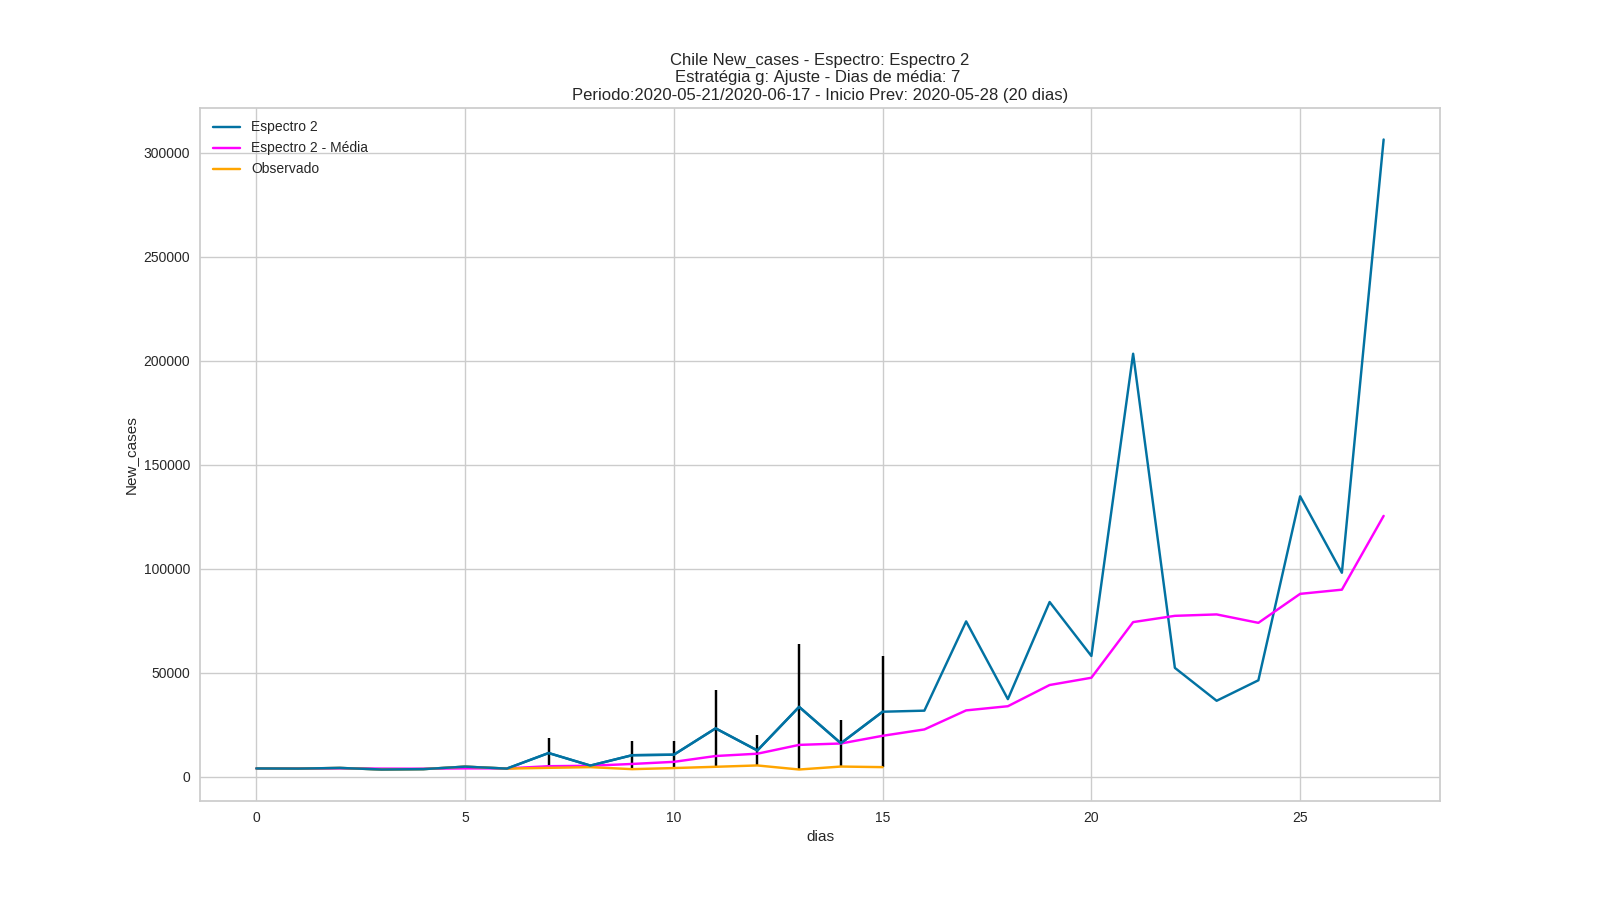 Chile New_cases - Espectro: Espectro 2
Estratégia g: Ajuste - Dias de média: 7
Periodo:2020-05-21/2020-06-17 - Inicio Prev: 2020-05-28 (20 dias)
Espectro 2
Espectro 2 - Média
Observado
300000
250000
200000
150000
100000
50000
0
New_cases
0 5 10 15 20 25
dias